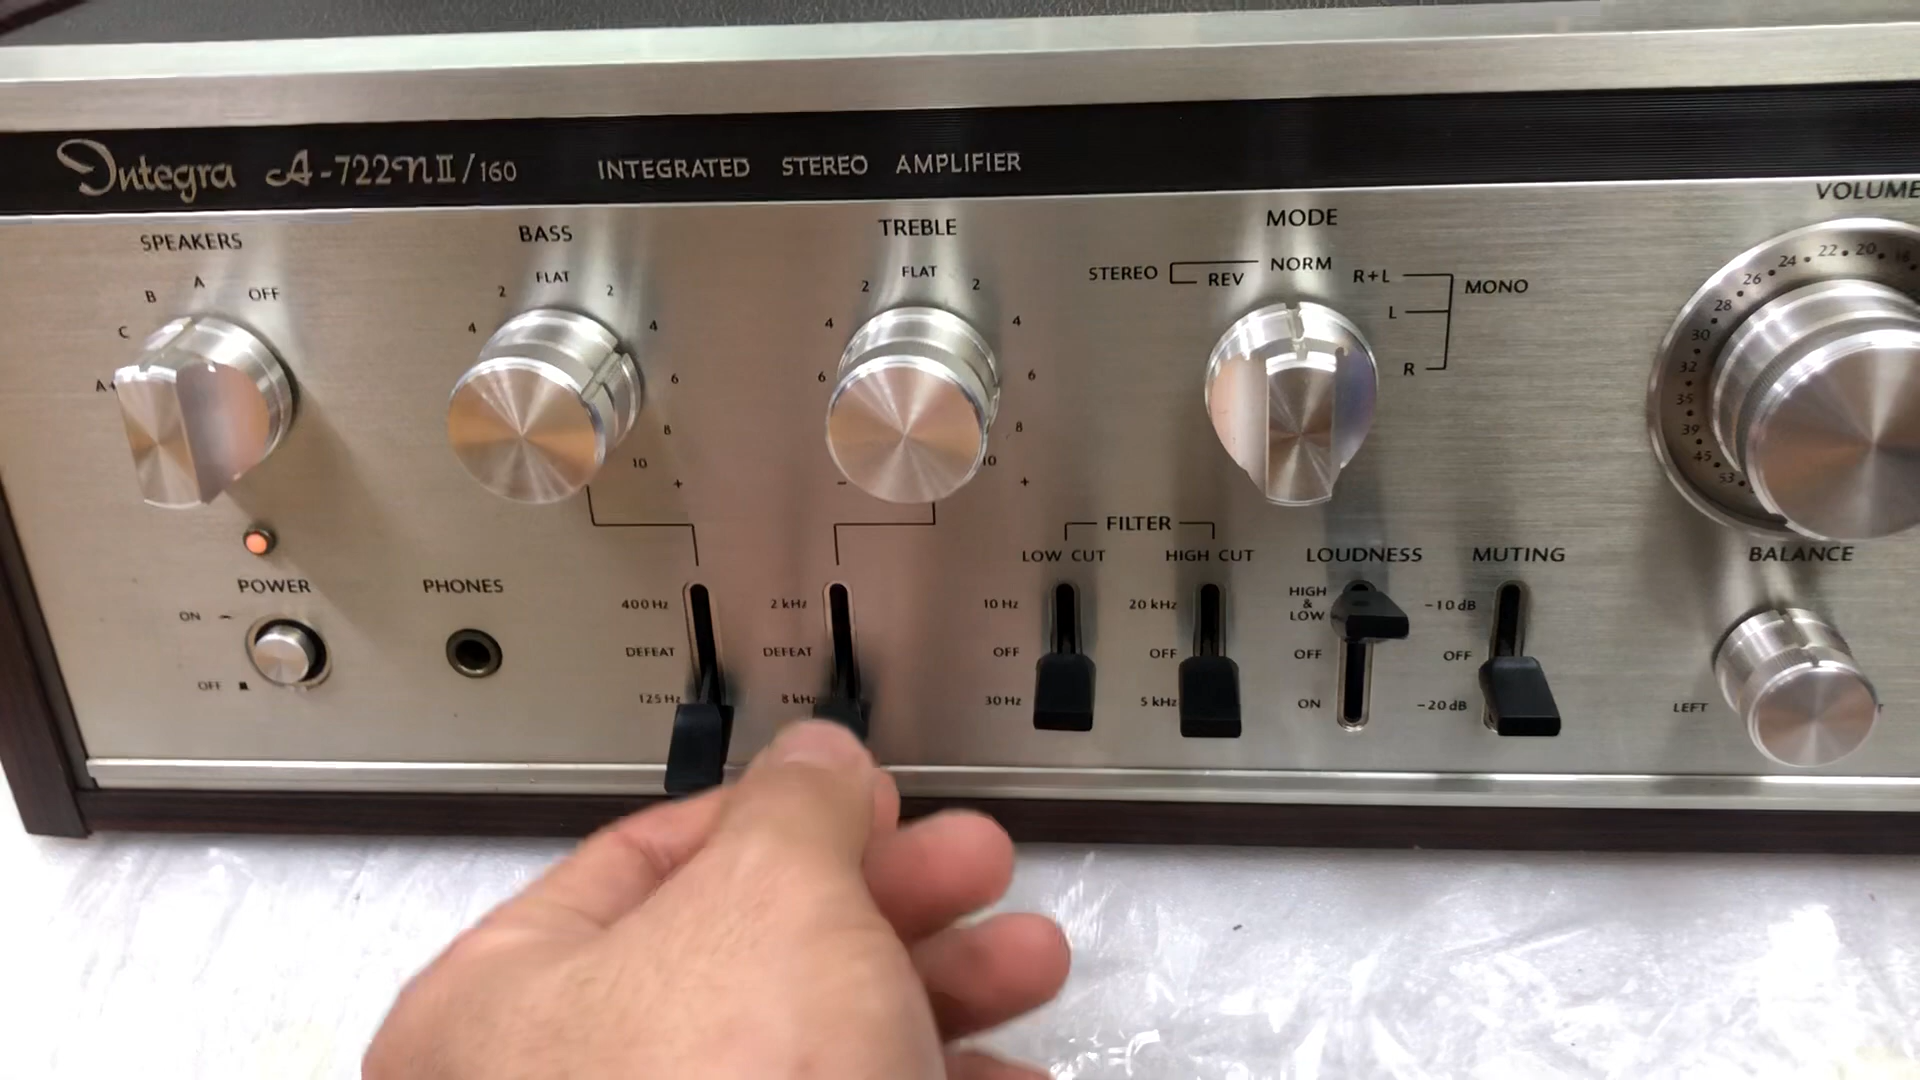 Integra A-722nII/160 INTEGRATED STEREO AMPLIFIER
VOLUME
SPEAKERS BASS TREBLE MODE
A B C OFF
2 FLAT 2
4 4
6
8
10
+
2 FLAT 2
4 4
6 6
8
10
- +
STEREO REV NORM R+L MONO
L
R
16 20 22 24 26 28 30 32 35 39 45 53
FILTER
LOW CUT HIGH CUT LOUDNESS MUTING BALANCE
POWER PHONES
ON
OFF
400 Hz
DEFEAT
125 Hz
2 kHz
DEFEAT
8 kHz
10 Hz
OFF
30 Hz
20 kHz
OFF
5 kHz
HIGH
&
LOW
OFF
ON
-10 dB
OFF
-20 dB
LEFT